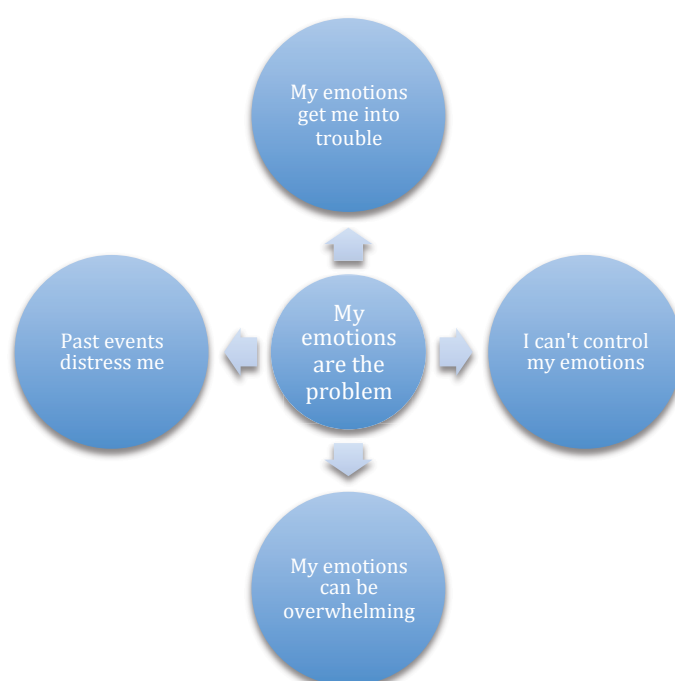 My emotions
get me into
trouble
Past events
distress me
My
emotions
are the
problem
I can't control
my emotions
My emotions
can be
overwhelming